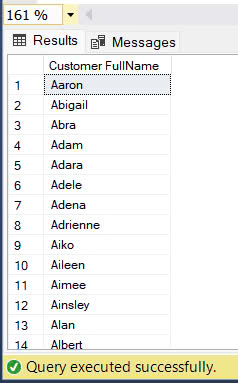 161 %
Results Messages
Customer FullName
1 Aaron
2 Abigail
3 Abra
4 Adam
5 Adara
6 Adele
7 Adena
8 Adrienne
9 Aiko
10 Aileen
11 Aimee
12 Ainsley
13 Alan
14 Albert
Query executed successfully.